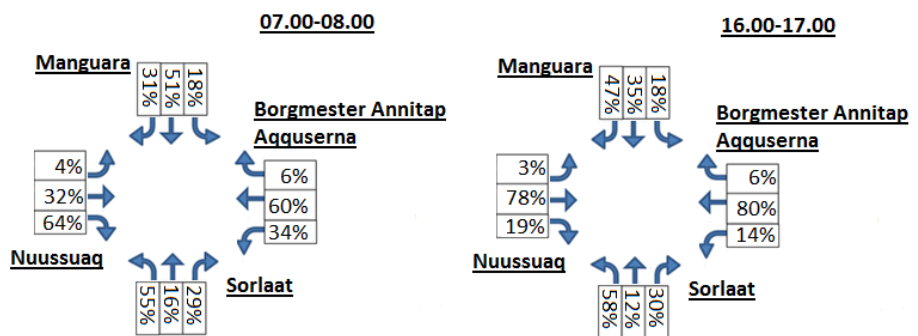 07.00-08.00
Manguara
31% 51% 18%
Borgmester Annitap
Aqquserna
4%
32%
64%
6%
60%
34%
Nuussuaq
Sorlaat
55% 16% 29%
16.00-17.00
Manguara
47% 35% 18%
Borgmester Annitap
Aqquserna
3%
78%
19%
6%
80%
14%
Nuussuaq
Sorlaat
58% 12% 30%